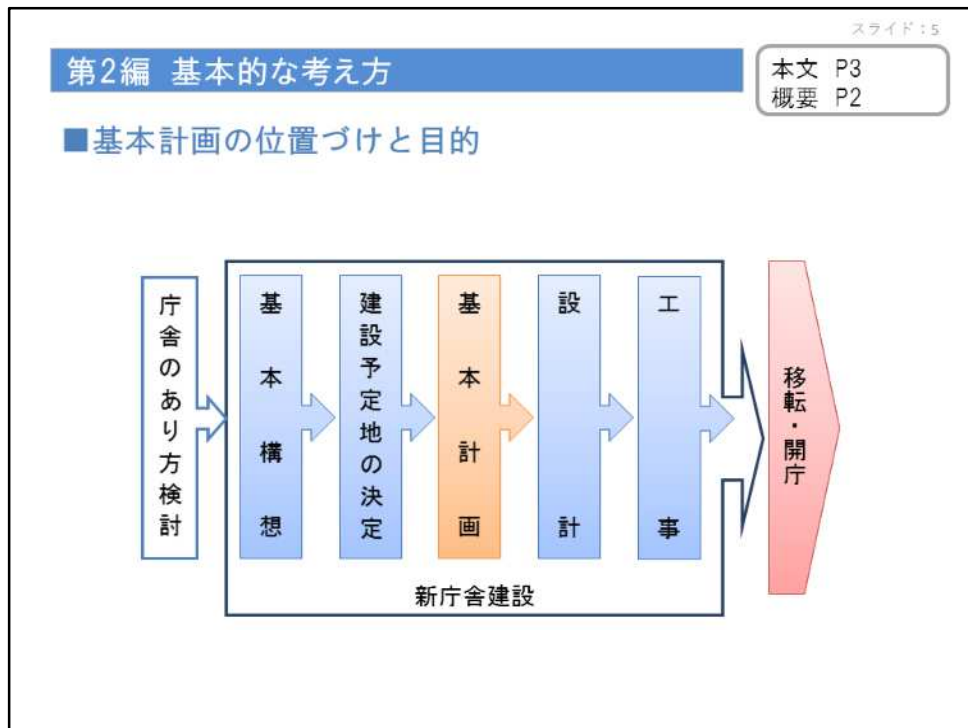 スライド：5
第2編 基本的な考え方
本文 P3
概要 P2
■基本計画の位置づけと目的
庁舎のあり方検討
基本構想
建設予定地の決定
基本計画
設計
工事
移転・開庁
新庁舎建設